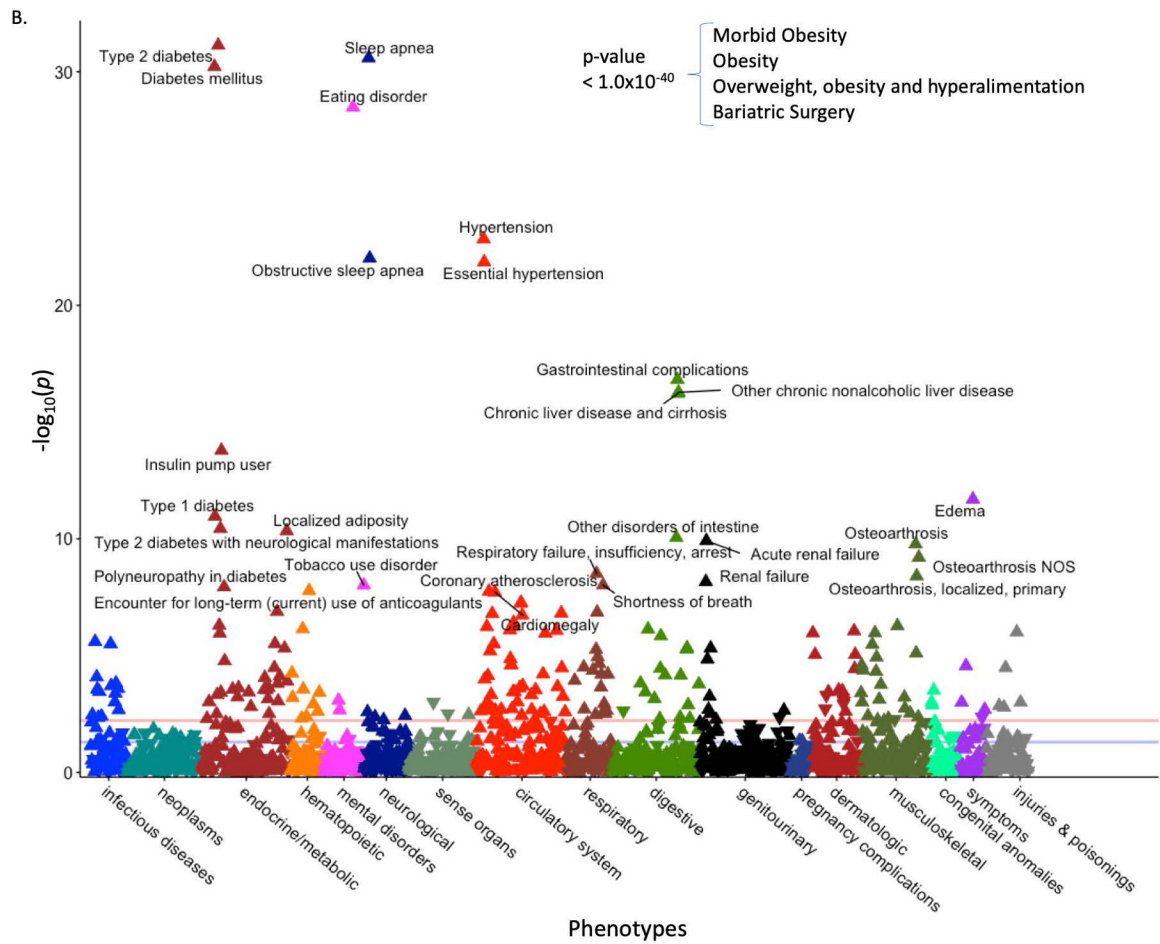 B.
Type 2 diabetes
Diabetes mellitus
Sleep apnea
Eating disorder
p-value
< 1.0x10⁻⁴⁰
Morbid Obesity
Obesity
Overweight, obesity and hyperalimentation
Bariatric Surgery
Hypertension
Essential hypertension
Obstructive sleep apnea
Gastrointestinal complications
Other chronic nonalcoholic liver disease
Chronic liver disease and cirrhosis
Insulin pump user
Type 1 diabetes
Localized adiposity
Type 2 diabetes with neurological manifestations
Tobacco use disorder
Polyneuropathy in diabetes
Encounter for long-term (current) use of anticoagulants
Other disorders of intestine
Respiratory failure, insufficiency, arrest
Acute renal failure
Coronary atherosclerosis
Renal failure
Shortness of breath
Cardiomegaly
Edema
Osteoarthrosis
Osteoarthrosis NOS
Osteoarthrosis, localized, primary
30
20
10
0
-log₁₀(p)
infectious diseases
neoplasms
endocrine/metabolic
hematopoietic
mental disorders
neurological
sense organs
circulatory system
respiratory
digestive
genitourinary
pregnancy complications
dermatologic
musculoskeletal
congenital anomalies
symptoms
injuries & poisonings
Phenotypes